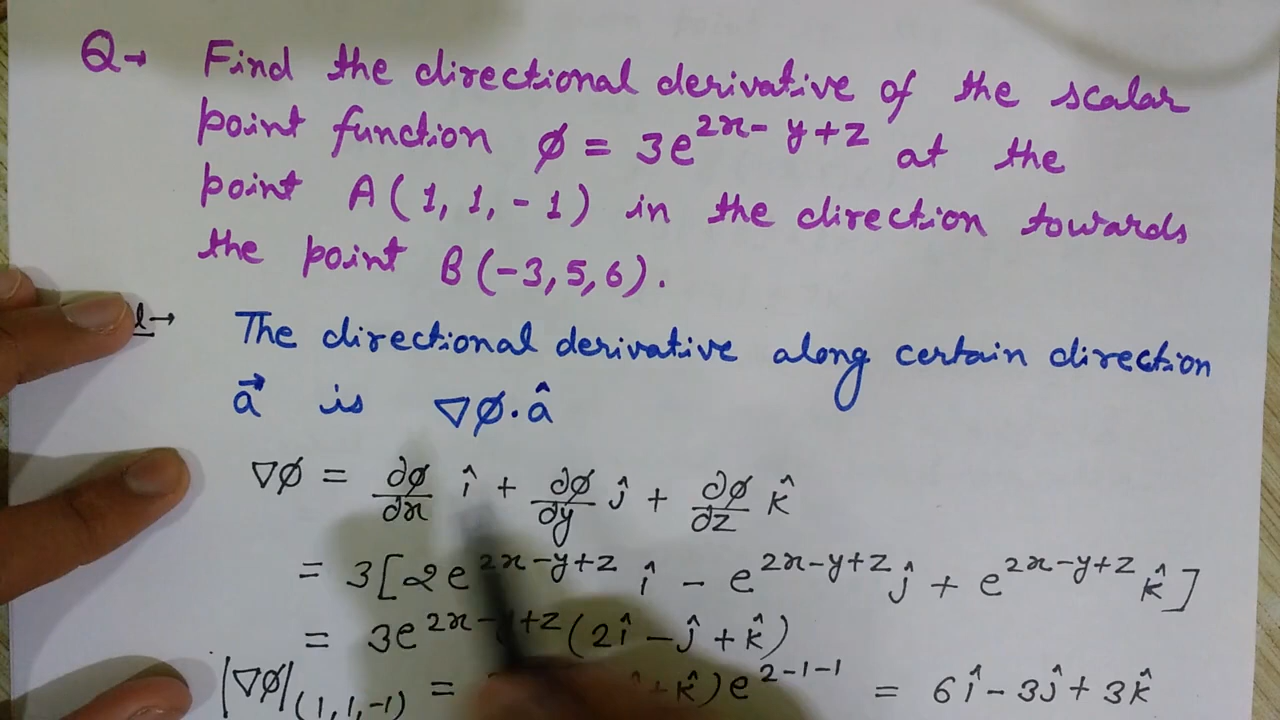 Q→ Find the directional derivative of the scalar
point function ϕ = 3e^{2x-y+z} at the
point A(1, 1, -1) in the direction towards
the point B(-3, 5, 6).
The directional derivative along certain direction
a⃗ is ∇ϕ·â
∇ϕ = ∂ϕ/∂x î + ∂ϕ/∂y ĵ + ∂ϕ/∂z k̂
= 3[2e^{2x-y+z} î - e^{2x-y+z} ĵ + e^{2x-y+z} k̂]
= 3e^{2x-y+z}(2î - ĵ + k̂)
|∇ϕ|_{(1,1,-1)} = +k̂)e^{2-1-1} = 6î - 3ĵ + 3k̂